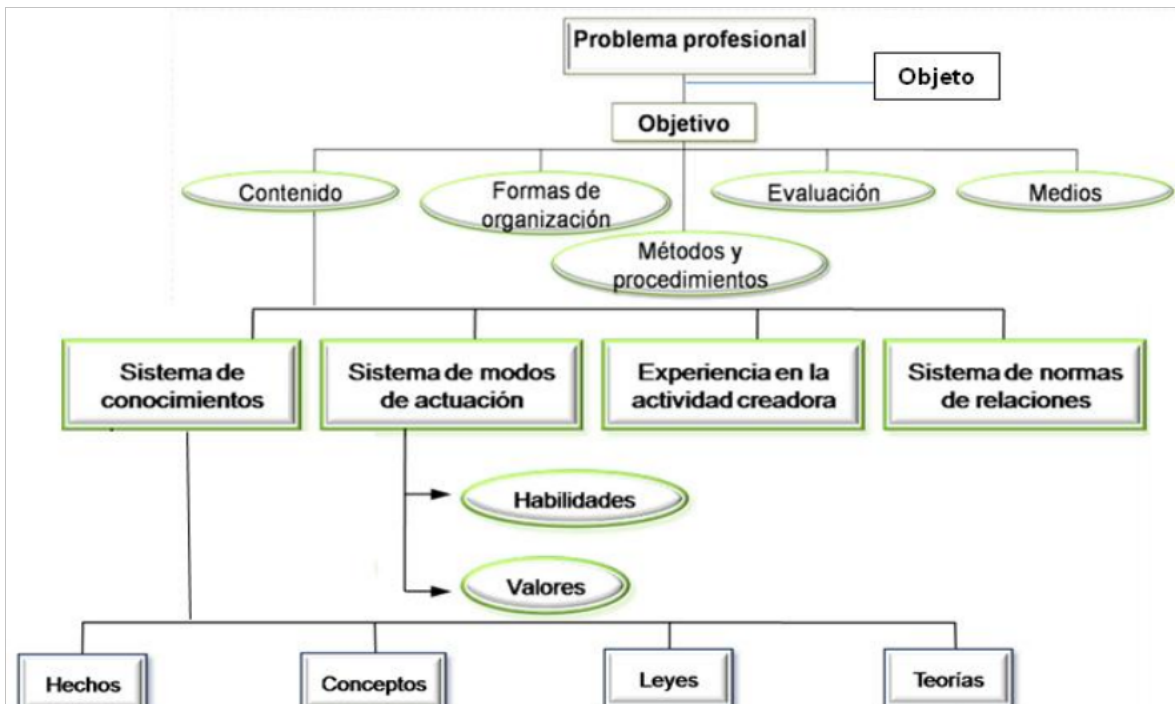 Problema profesional
Objeto
Objetivo
Contenido
Formas de
organización
Evaluación
Medios
Métodos y
procedimientos
Sistema de
conocimientos
Sistema de modos
de actuación
Experiencia en la
actividad creadora
Sistema de normas
de relaciones
Habilidades
Valores
Hechos
Conceptos
Leyes
Teorías